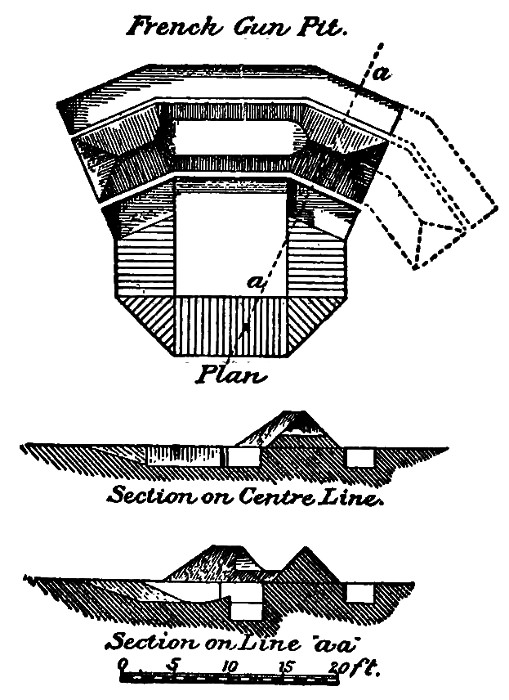 French Gun Pit.
a
a
Plan
Section on Centre Line.
Section on Line "aa"
0 5 10 15 20 ft.